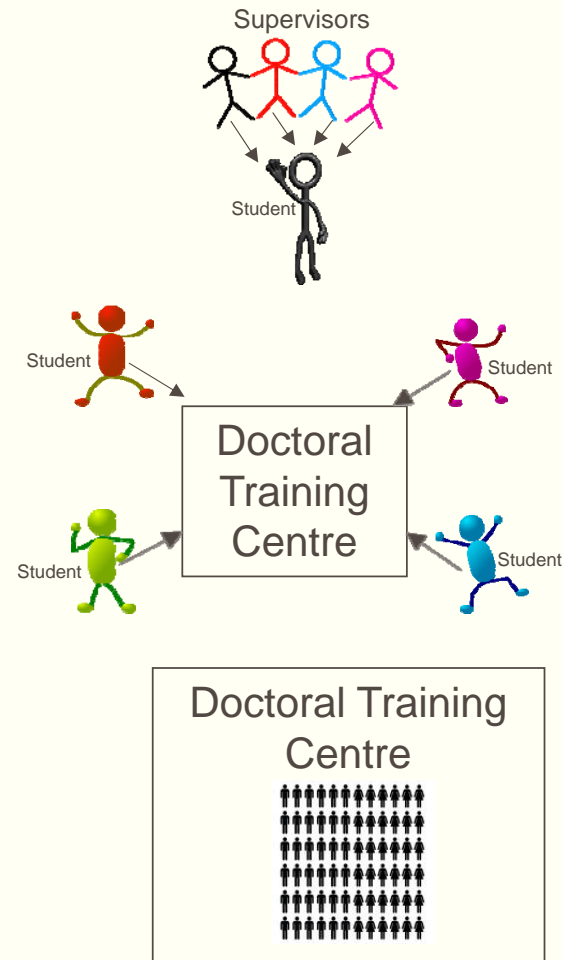 Supervisors
Student
Student
Student
Doctoral
Training
Centre
Student
Student
Doctoral Training
Centre